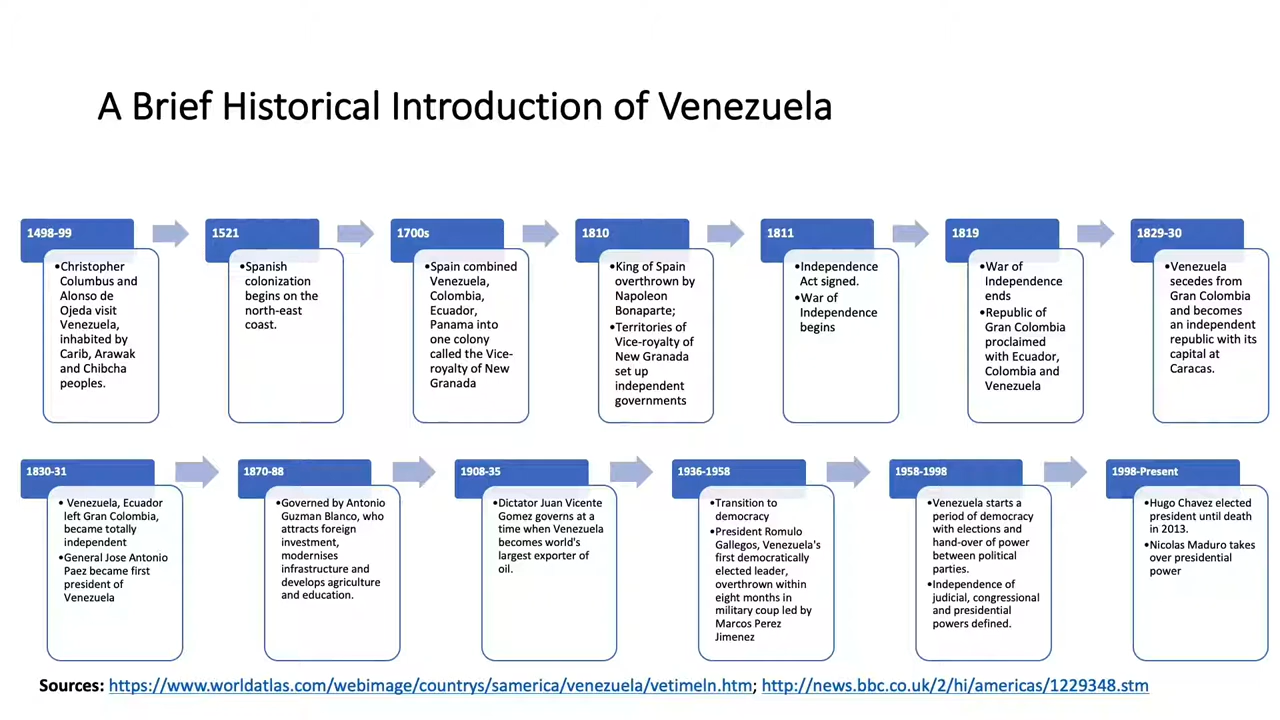 A Brief Historical Introduction of Venezuela
1498-99
•Christopher
Columbus and
Alonso de
Ojeda visit
Venezuela,
inhabited by
Carib, Arawak
and Chibcha
peoples.
1521
•Spanish
colonization
begins on the
north-east
coast.
1700s
•Spain combined
Venezuela,
Colombia,
Ecuador,
Panama into
one colony
called the Vice-
royalty of New
Granada
1810
•King of Spain
overthrown by
Napoleon
Bonaparte;
•Territories of
Vice-royalty of
New Granada
set up
independent
governments
1811
•Independence
Act signed.
•War of
Independence
begins
1819
•War of
Independence
ends
•Republic of
Gran Colombia
proclaimed
with Ecuador,
Colombia and
Venezuela
1829-30
•Venezuela
secedes from
Gran Colombia
and becomes
an independent
republic with its
capital at
Caracas.
1830-31
• Venezuela, Ecuador
left Gran Colombia,
became totally
independent
•General Jose Antonio
Paez became first
president of
Venezuela
1870-88
•Governed by Antonio
Guzman Blanco, who
attracts foreign
investment,
modernises
infrastructure and
develops agriculture
and education.
1908-35
•Dictator Juan Vicente
Gomez governs at a
time when Venezuela
becomes world's
largest exporter of
oil.
1936-1958
•Transition to
democracy
•President Romulo
Gallegos, Venezuela's
first democratically
elected leader,
overthrown within
eight months in
military coup led by
Marcos Perez
Jimenez
1958-1998
•Venezuela starts a
period of democracy
with elections and
hand-over of power
between political
parties.
•Independence of
judicial, congressional
and presidential
powers defined.
1998-Present
•Hugo Chavez elected
president until death
in 2013.
•Nicolas Maduro takes
over presidential
power
Sources: https://www.worldatlas.com/webimage/countrys/samerica/venezuela/vetimeln.htm; http://news.bbc.co.uk/2/hi/americas/1229348.stm